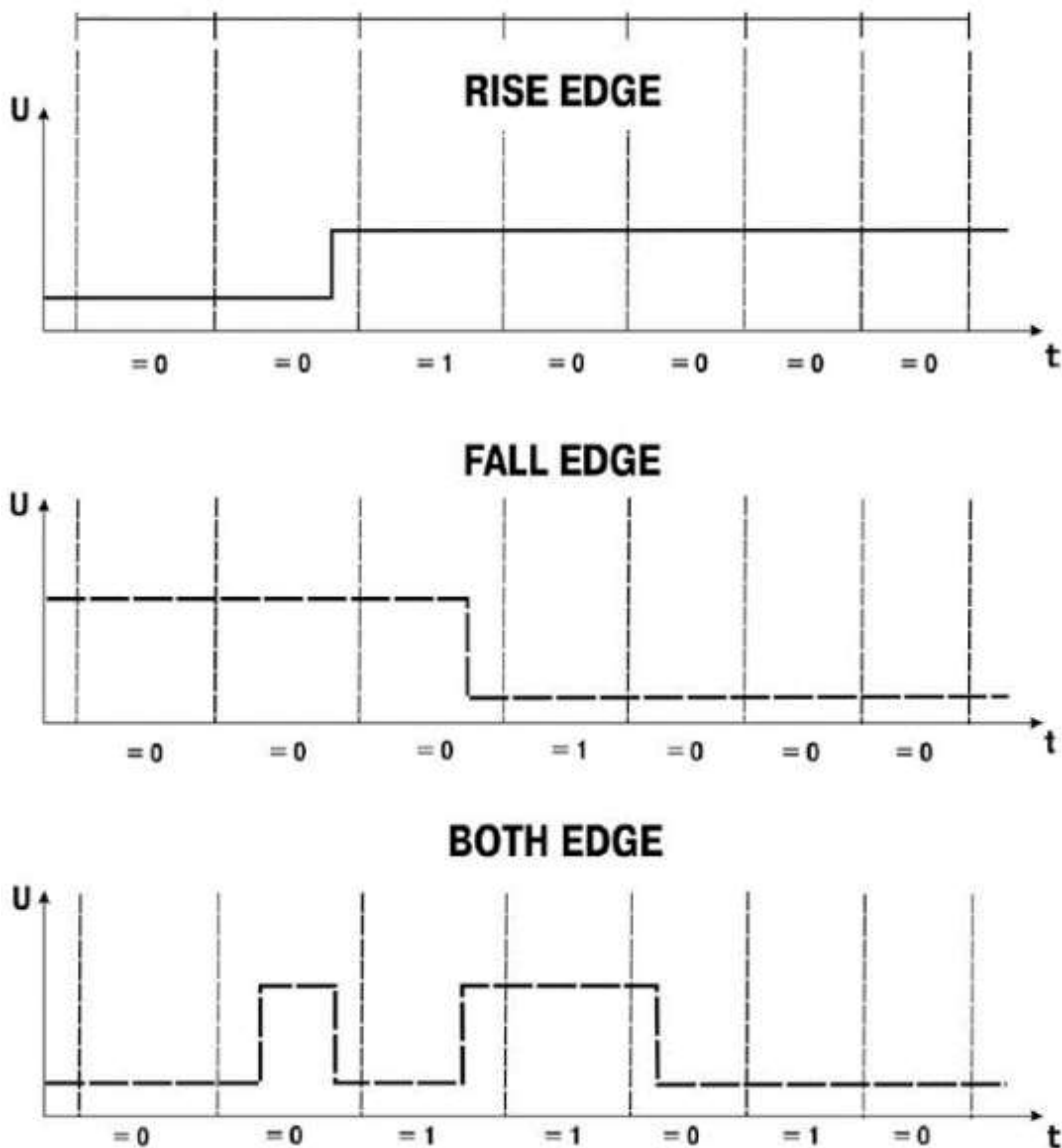 RISE EDGE
U
=0 =0 =1 =0 =0 =0 =0 t
FALL EDGE
U
=0 =0 =0 =1 =0 =0 =0 t
BOTH EDGE
U
=0 =0 =1 =1 =0 =1 =0 t